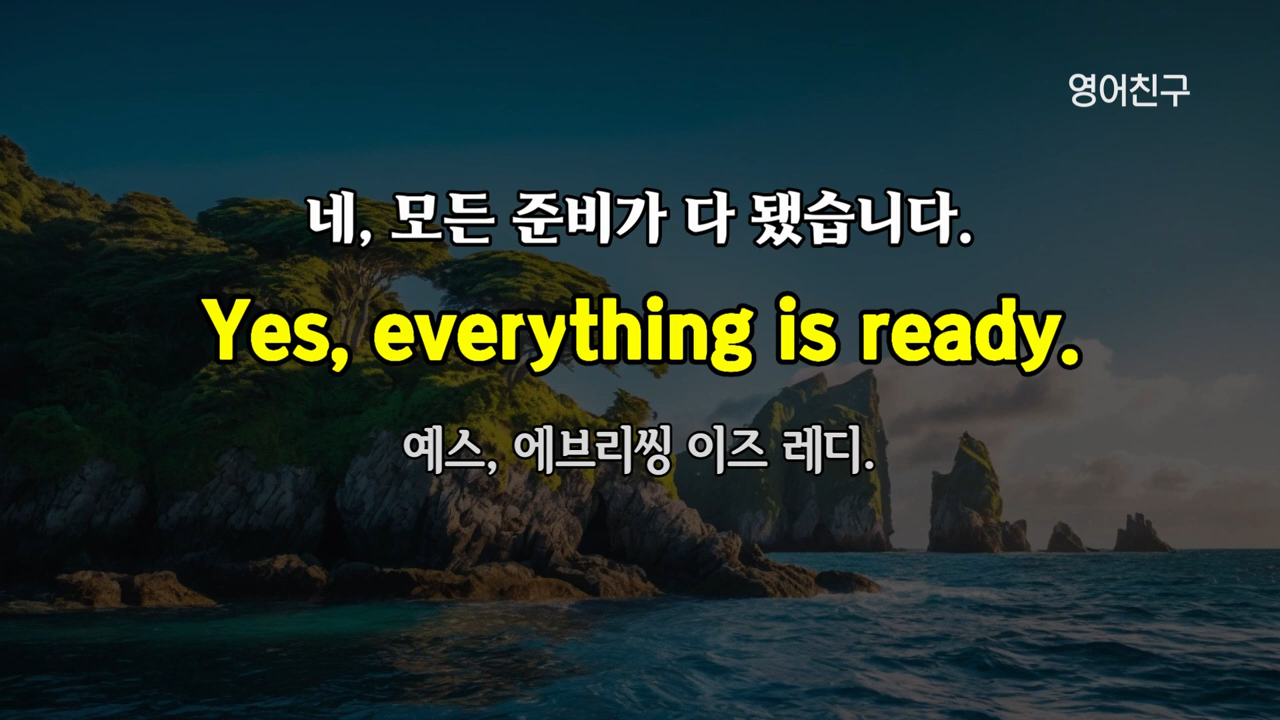 영어친구
네, 모든 준비가 다 됐습니다.
Yes, everything is ready.
예스, 에브리씽 이즈 레디.